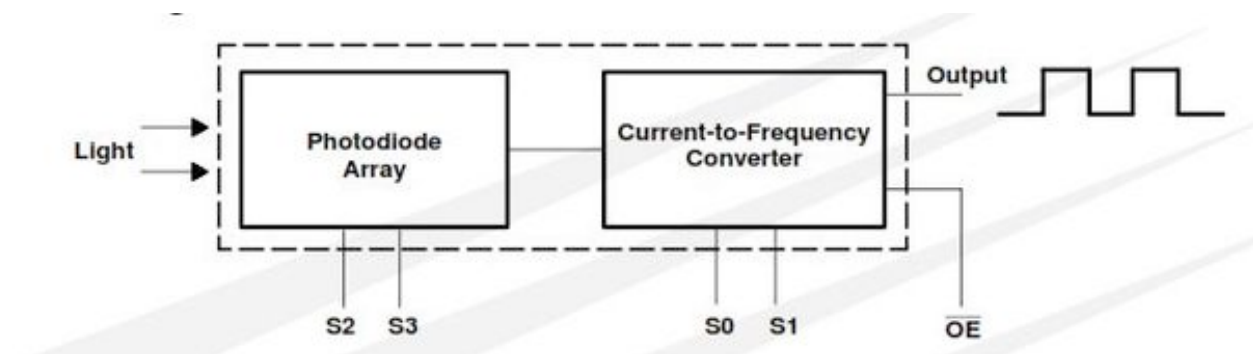 Output
Light
Photodiode
Array
Current-to-Frequency
Converter
S2
S3
S0
S1
OE